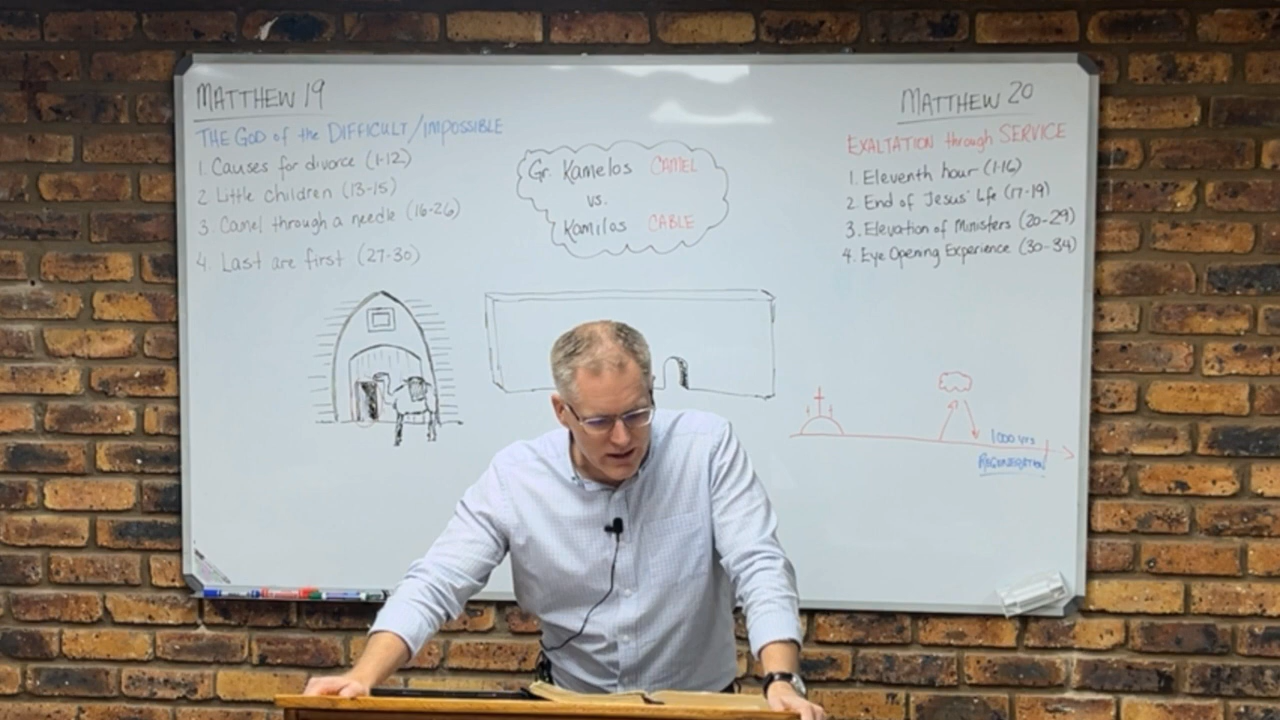 MATTHEW 19
THE GOD of the DIFFICULT/IMPOSSIBLE
1. Causes for divorce (1-12)
2 Little children (13-15)
3. Camel through a needle (16-26)
4. Last are first (27-30)
Gr. Kamelos CAMEL
vs.
Kamilos CABLE
MATTHEW 20
EXALTATION through SERVICE
1. Eleventh hour (1-16)
2. End of Jesus' Life (17-19)
3. Elevation of Ministers (20-29)
4. Eye Opening Experience (30-34)
1000 yrs
REGENERATION